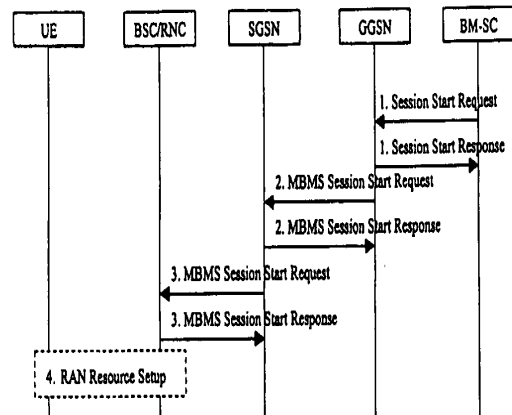 UE BSC/RNC SGSN GGSN BM-SC
1. Session Start Request
1. Session Start Response
2. MBMS Session Start Request
2. MBMS Session Start Response
3. MBMS Session Start Request
3. MBMS Session Start Response
4. RAN Resource Setup